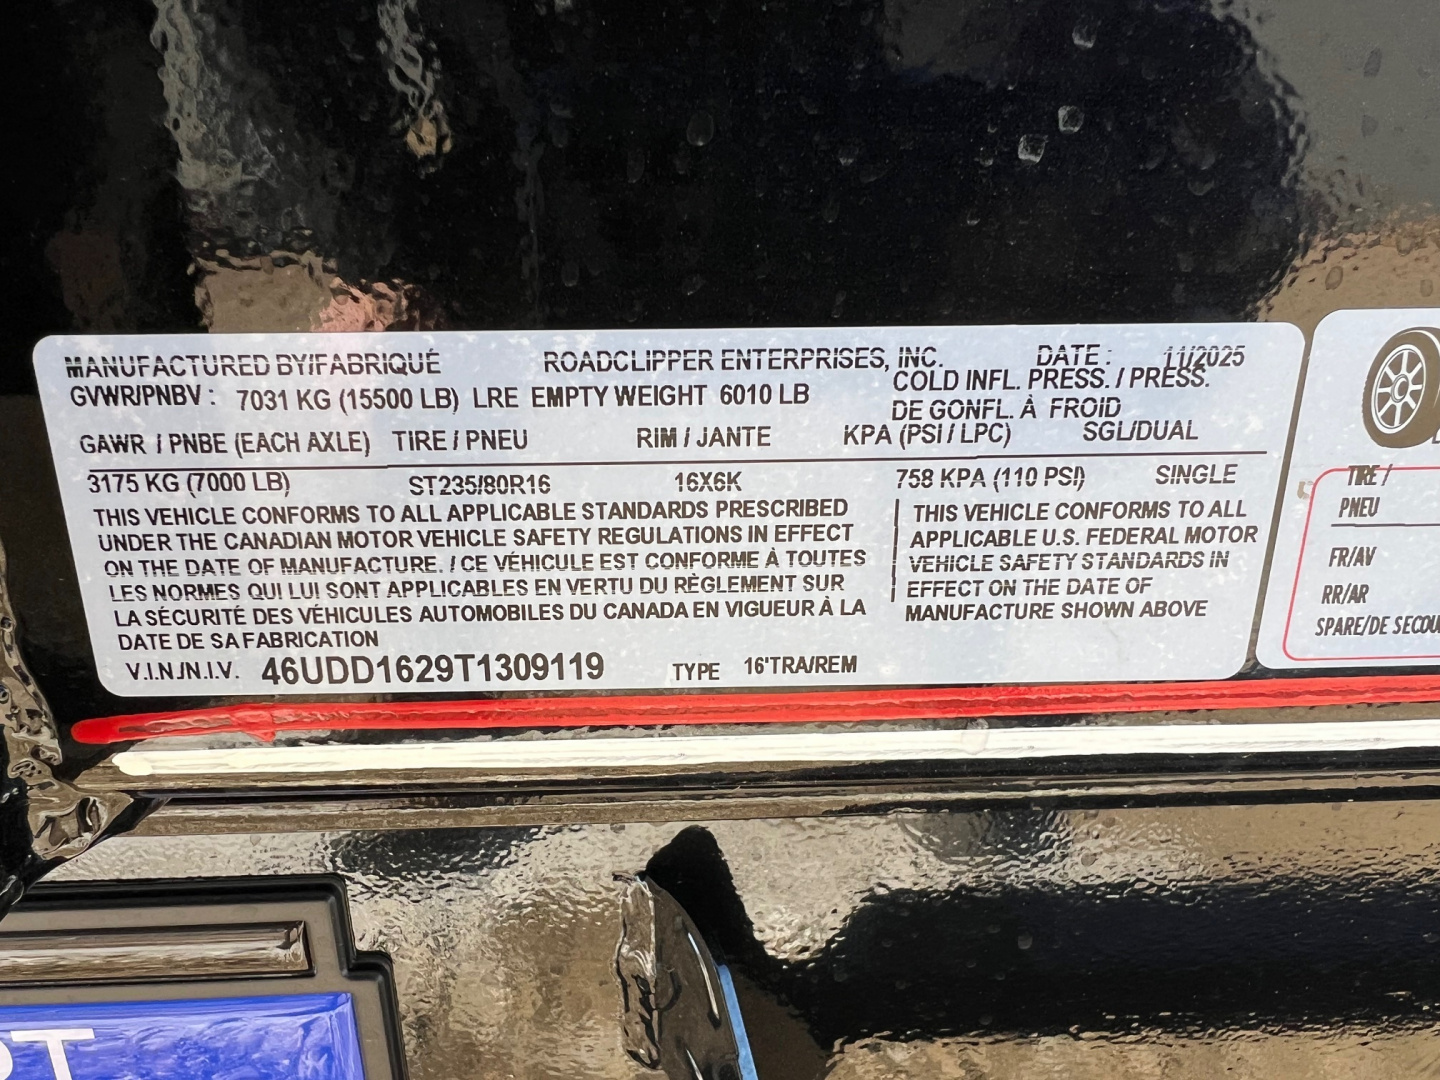 MANUFACTURED BY/FABRIQUÉ ROADCLIPPER ENTERPRISES, INC. DATE : 11/2025
GVWR/PNBV : 7031 KG (15500 LB) LRE EMPTY WEIGHT 6010 LB COLD INFL. PRESS. / PRESS.
DE GONFL. À FROID
GAWR / PNBE (EACH AXLE) TIRE / PNEU RIM / JANTE KPA (PSI / LPC) SGL/DUAL
3175 KG (7000 LB) ST235/80R16 16X6K 758 KPA (110 PSI) SINGLE
THIS VEHICLE CONFORMS TO ALL APPLICABLE STANDARDS PRESCRIBED
UNDER THE CANADIAN MOTOR VEHICLE SAFETY REGULATIONS IN EFFECT
ON THE DATE OF MANUFACTURE. / CE VÉHICULE EST CONFORME À TOUTES
LES NORMES QUI LUI SONT APPLICABLES EN VERTU DU RÈGLEMENT SUR
LA SÉCURITÉ DES VÉHICULES AUTOMOBILES DU CANADA EN VIGUEUR À LA
DATE DE SA FABRICATION
THIS VEHICLE CONFORMS TO ALL
APPLICABLE U.S. FEDERAL MOTOR
VEHICLE SAFETY STANDARDS IN
EFFECT ON THE DATE OF
MANUFACTURE SHOWN ABOVE
V.I.N./N.I.V. 46UDD1629T1309119 TYPE 16'TRA/REM
TIRE /
PNEU
FR/AV
RR/AR
SPARE/DE SECOU
PT